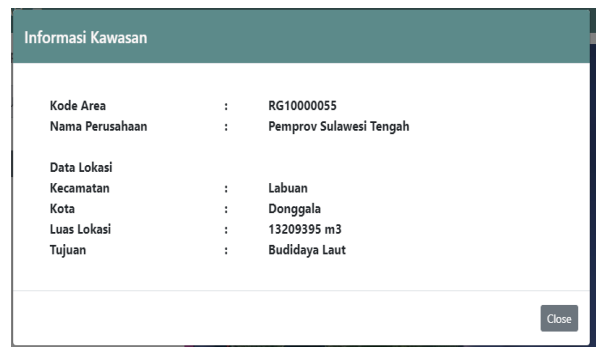 Informasi Kawasan
Kode Area : RG10000055
Nama Perusahaan : Pemprov Sulawesi Tengah
Data Lokasi
Kecamatan : Labuan
Kota : Donggala
Luas Lokasi : 13209395 m3
Tujuan : Budidaya Laut
Close